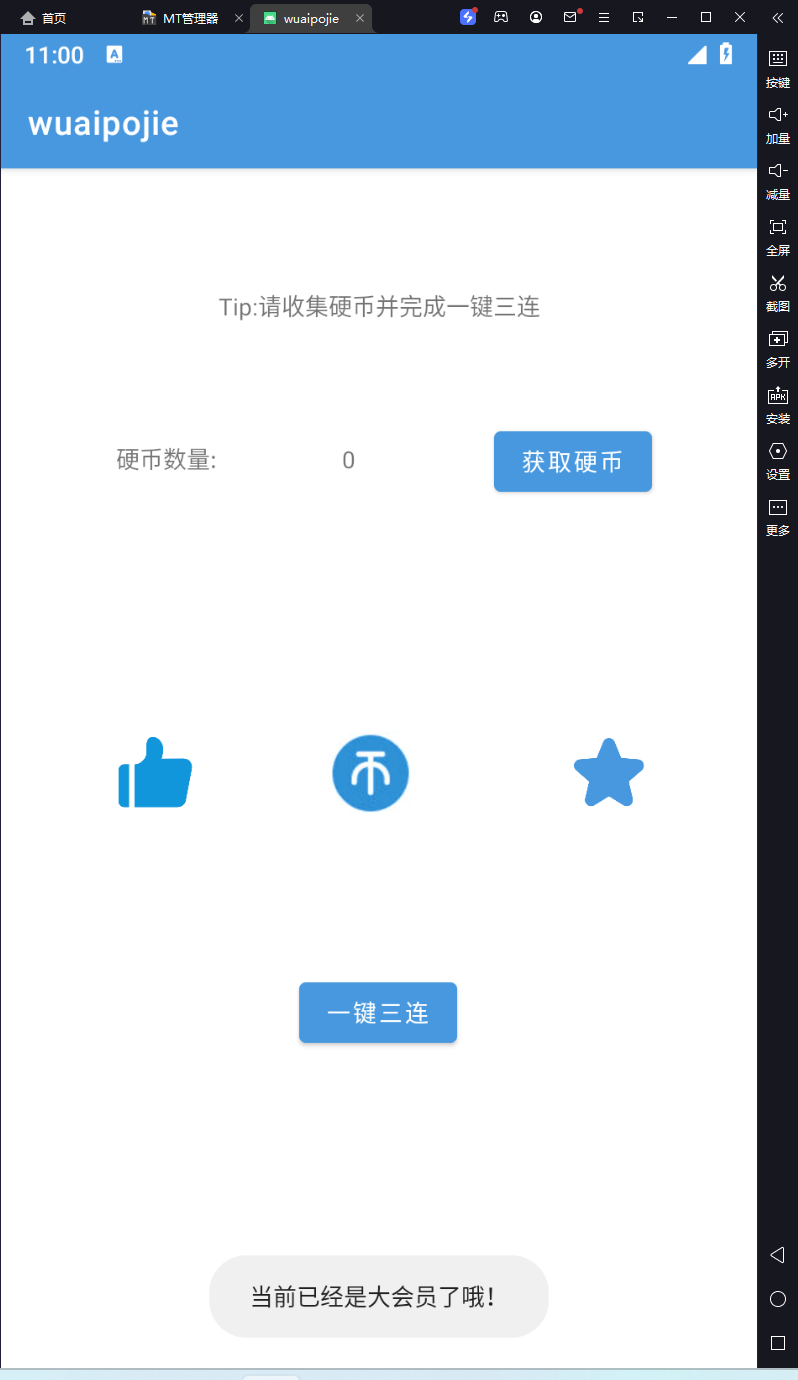 首页
MT管理器
wuaipojie
11:00
wuaipojie
Tip:请收集硬币并完成一键三连
硬币数量:
0
获取硬币
一键三连
当前已经是大会员了哦!
按键
加量
减量
全屏
截图
多开
APK
安装
设置
更多